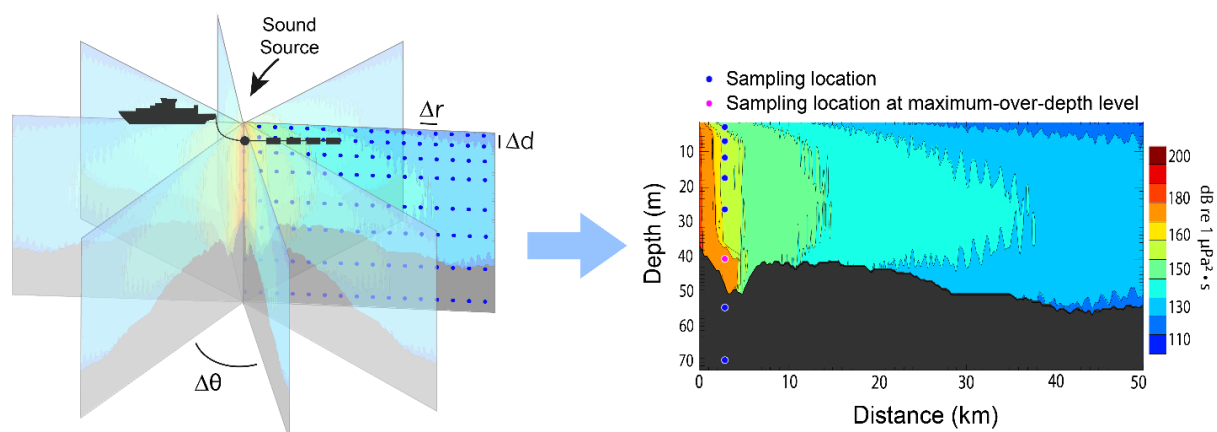 Sound
Source
Δr
Δd
Δθ
Sampling location
Sampling location at maximum-over-depth level
Depth (m)
10
20
30
40
50
60
70
0
10
20
30
40
50
Distance (km)
200
180
160
150
130
110
dB re 1 µPa²•s